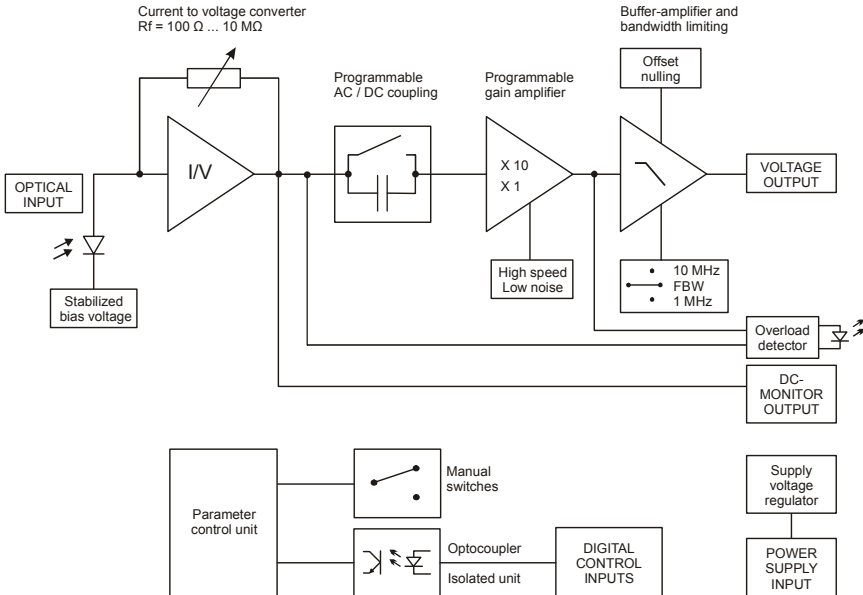 Current to voltage converter
Rf = 100 Ω ... 10 MΩ
Buffer-amplifier and
bandwidth limiting
Programmable
AC / DC coupling
Programmable
gain amplifier
Offset
nulling
I/V
X 10
X 1
OPTICAL
INPUT
VOLTAGE
OUTPUT
Stabilized
bias voltage
High speed
Low noise
10 MHz
FBW
1 MHz
Overload
detector
DC-
MONITOR
OUTPUT
Parameter
control unit
Manual
switches
Supply
voltage
regulator
Optocoupler
Isolated unit
DIGITAL
CONTROL
INPUTS
POWER
SUPPLY
INPUT